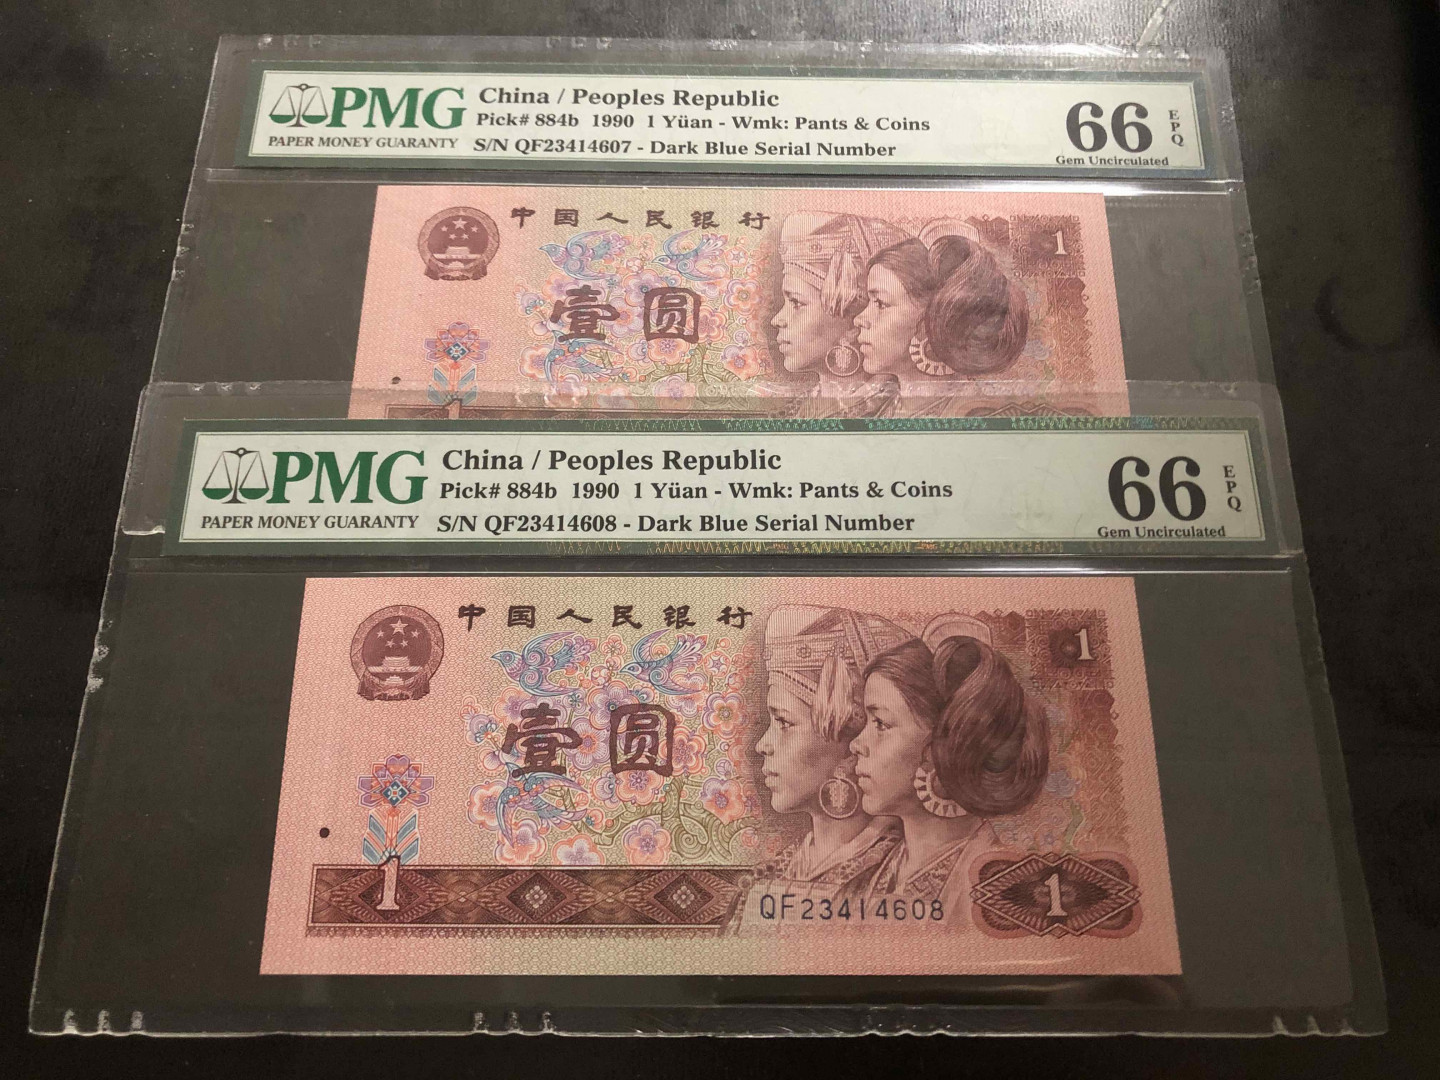 PMG
PAPER MONEY GUARANTY
China / Peoples Republic
Pick# 884b 1990 1 Yüan - Wmk: Pants & Coins
S/N QF23414607 - Dark Blue Serial Number
66 EPQ
Gem Uncirculated
中国人民银行
1
壹圆
1
PMG
PAPER MONEY GUARANTY
China / Peoples Republic
Pick# 884b 1990 1 Yüan - Wmk: Pants & Coins
S/N QF23414608 - Dark Blue Serial Number
66 EPQ
Gem Uncirculated
中国人民银行
1
壹圆
1
QF23414608
1